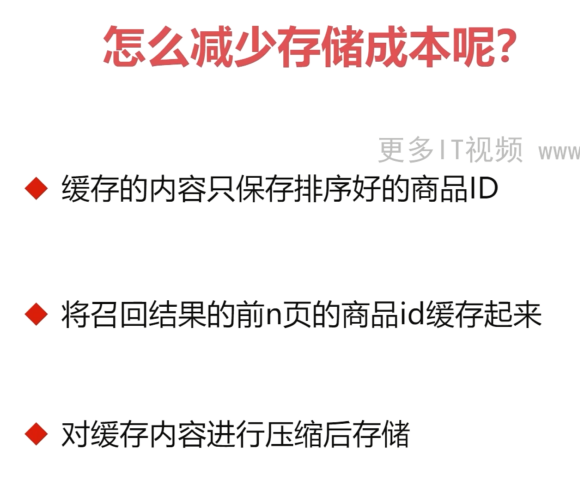 怎么减少存储成本呢?
更多IT视频 www
缓存的内容只保存排序好的商品ID
将召回结果的前n页的商品id缓存起来
对缓存内容进行压缩后存储